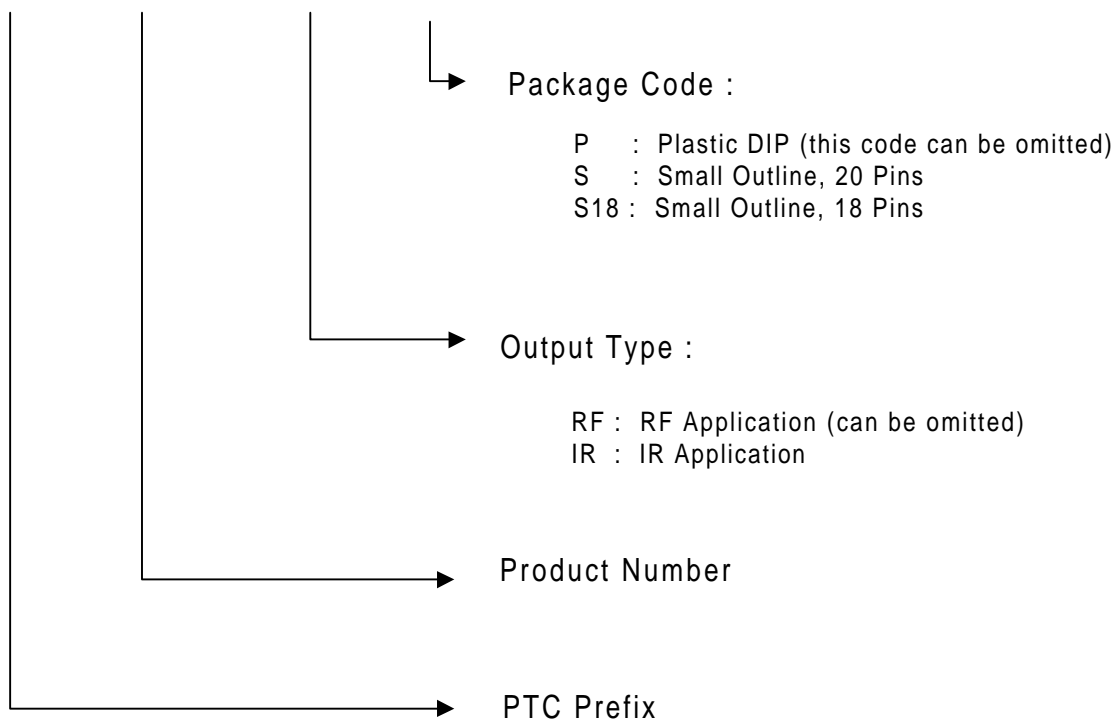 Package Code :
P : Plastic DIP (this code can be omitted)
S : Small Outline, 20 Pins
S18 : Small Outline, 18 Pins
Output Type :
RF : RF Application (can be omitted)
IR : IR Application
Product Number
PTC Prefix